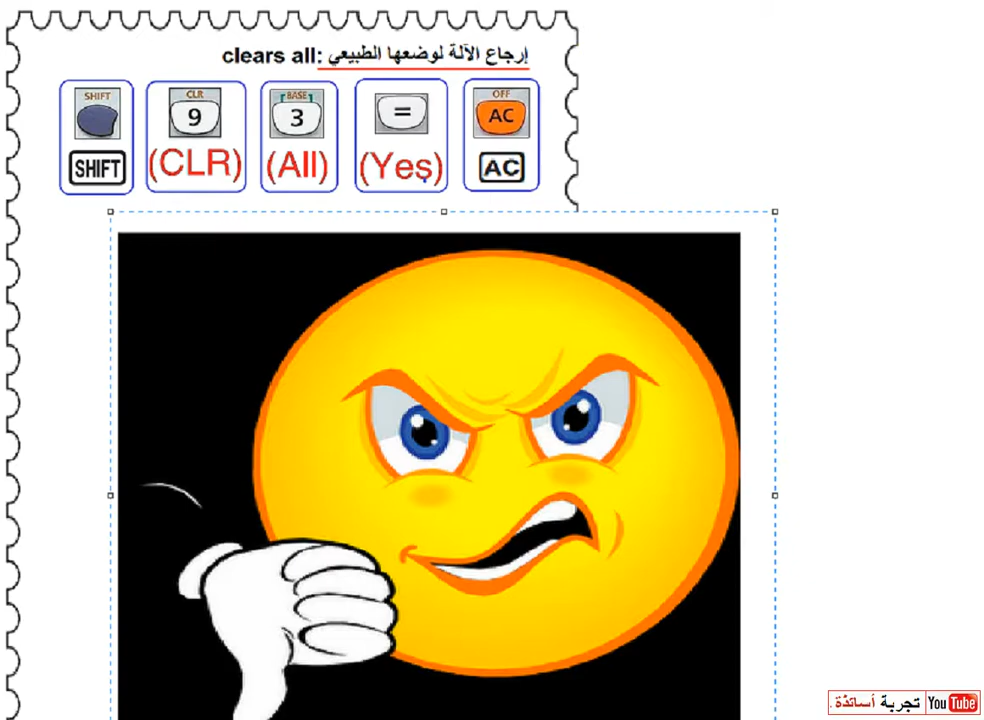 إرجاع الآلة لوضعها الطبيعي :clears all
SHIFT CLR BASE OFF
9 3 = AC
SHIFT (CLR) (All) (Yes) AC
تجربة أساتذة. YouTube